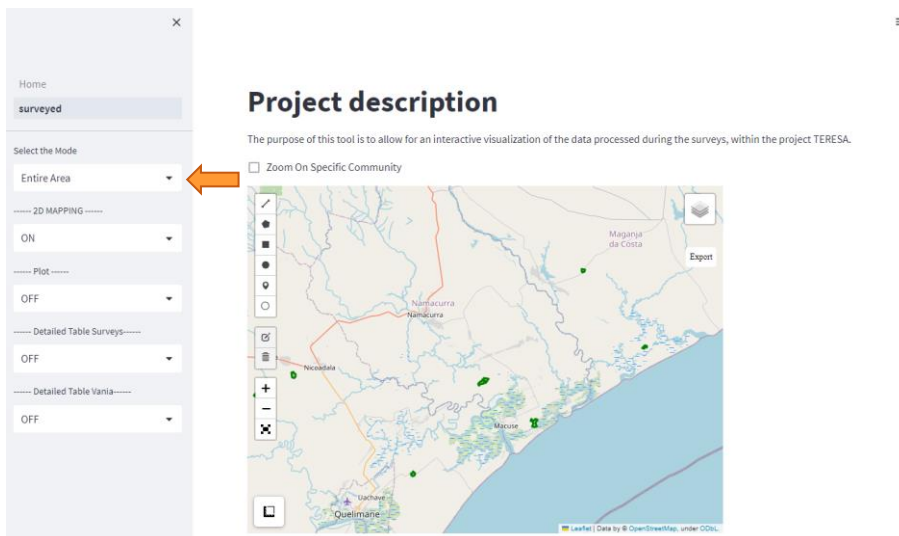 ×
Home
surveyed
Select the Mode
Entire Area
------ 2D MAPPING ------
ON
------ Plot ------
OFF
------ Detailed Table Surveys------
OFF
------ Detailed Table Vania------
OFF
Project description
The purpose of this tool is to allow for an interactive visualization of the data processed during the surveys, within the project TERESA.
Zoom On Specific Community
Maganja
da Costa
Export
Namacurra
Namacurra
Nicoadala
+
−
Macuse
Uachave
Quelimane
Leaflet | Data by © OpenStreetMap, under ODbL.